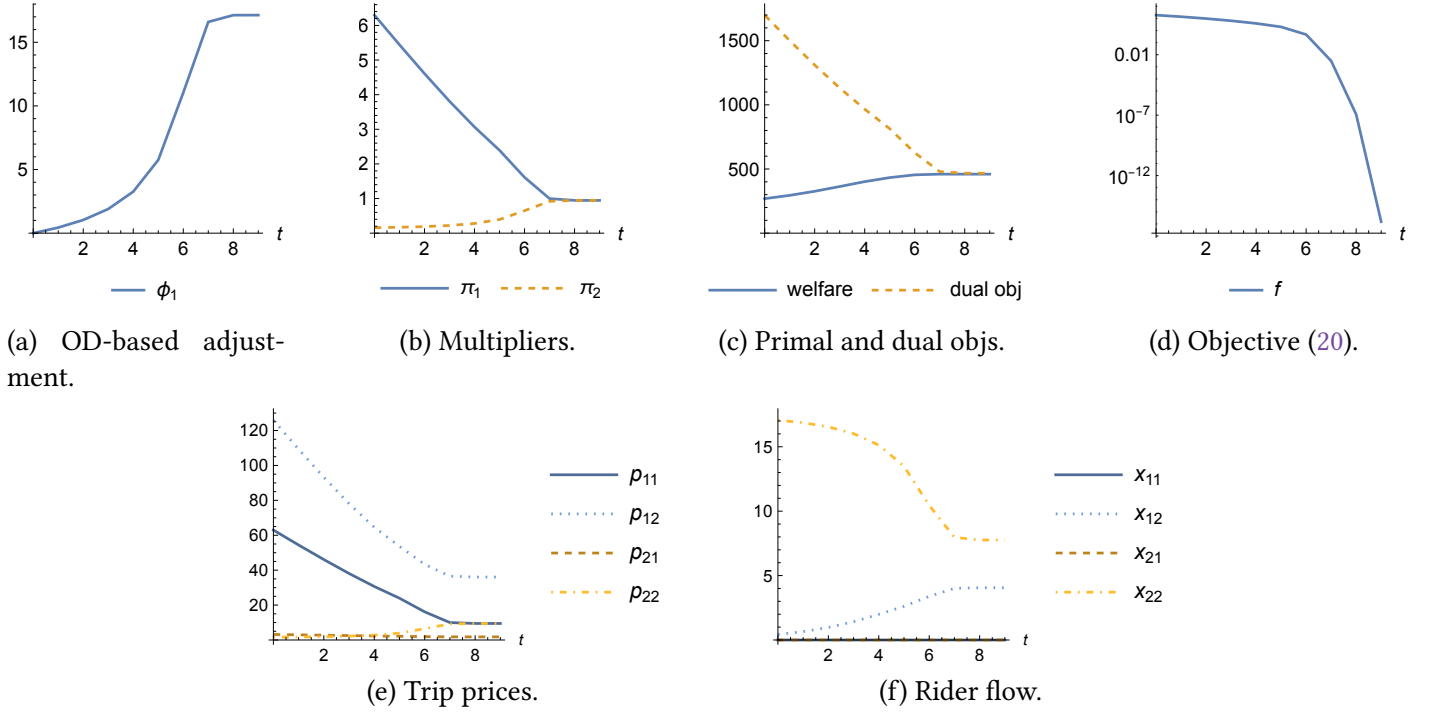 15
10
5
2 4 6 8 t
ϕ1
(a) OD-based adjust-
ment.
6
5
4
3
2
1
2 4 6 8 t
π1 π2
(b) Multipliers.
1500
1000
500
2 4 6 8 t
welfare dual obj
(c) Primal and dual objs.
0.01
10^-7
10^-12
2 4 6 8 t
f
(d) Objective (20).
120
100
80
60
40
20
2 4 6 8 t
p11
p12
p21
p22
(e) Trip prices.
15
10
5
2 4 6 8 t
x11
x12
x21
x22
(f) Rider flow.